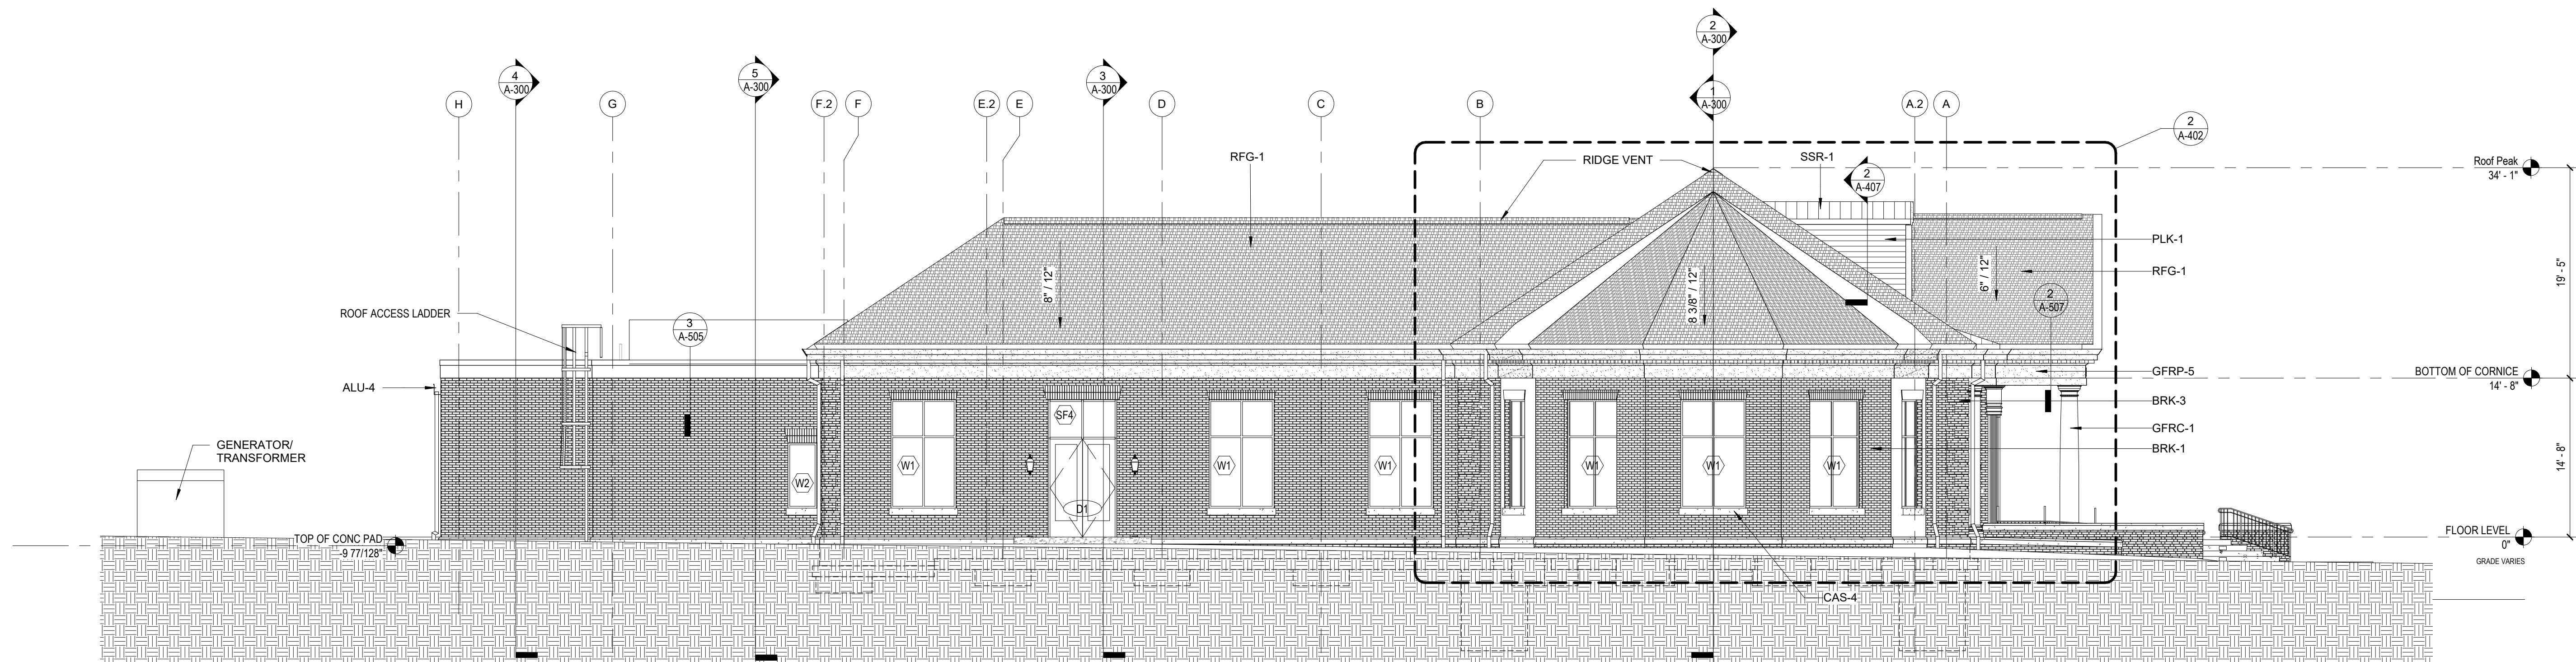 2
A-300
4
A-300
5
A-300
3
A-300
1
A-300
H
G
F.2
F
E.2
E
D
C
B
A.2
A
2
A-402
RFG-1
RIDGE VENT
SSR-1
2
A-407
Roof Peak
34' - 1"
PLK-1
RFG-1
19' - 5"
8" / 12"
8 3/8" / 12"
6" / 12"
2
A-507
ROOF ACCESS LADDER
3
A-505
GFRP-5
BOTTOM OF CORNICE
14' - 8"
ALU-4
BRK-3
SF4
GFRC-1
GENERATOR/
TRANSFORMER
BRK-1
14' - 8"
W2
W1
W1
W1
W1
W1
W1
D1
TOP OF CONC PAD
-9 77/128"
FLOOR LEVEL
0"
GRADE VARIES
CAS-4